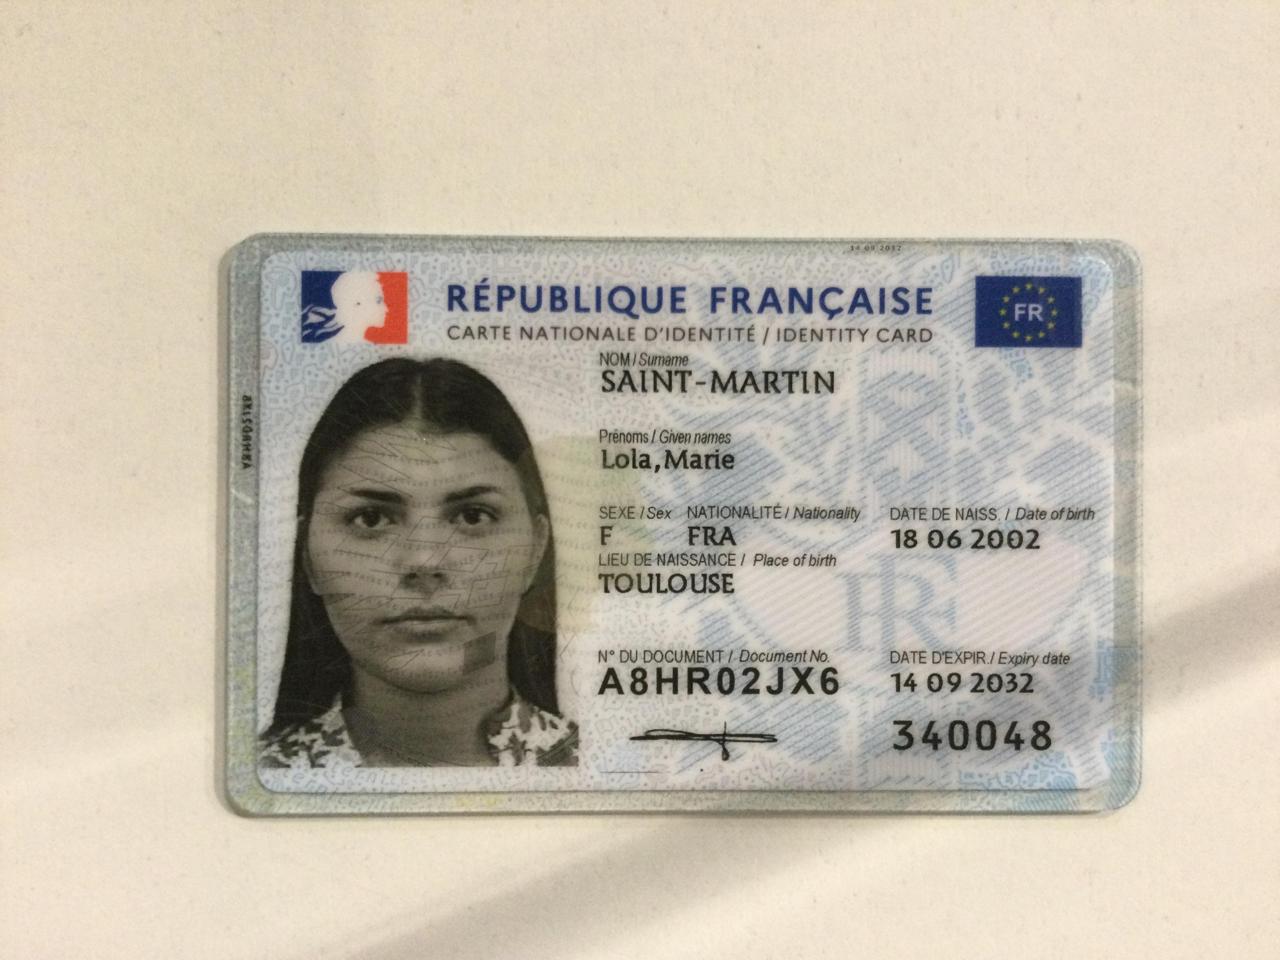 14 09 2032
RÉPUBLIQUE FRANÇAISE
FR
CARTE NATIONALE D'IDENTITÉ / IDENTITY CARD
NOM / Surname
SAINT-MARTIN
Prénoms / Given names
Lola,Marie
SEXE / Sex NATIONALITÉ / Nationality DATE DE NAISS. / Date of birth
F FRA 18 06 2002
LIEU DE NAISSANCE / Place of birth
TOULOUSE
RF
N° DU DOCUMENT / Document No. DATE D'EXPIR./ Expiry date
A8HR02JX6 14 09 2032
340048